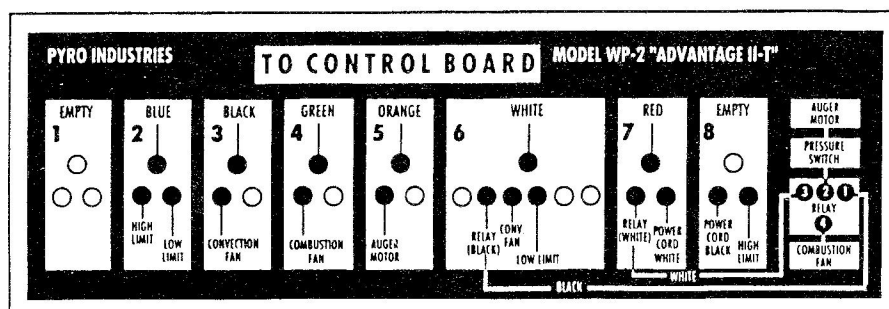 PYRO INDUSTRIES
TO CONTROL BOARD
MODEL WP-2 "ADVANTAGE II-T"
EMPTY
1
BLUE
2
HIGH
LIMIT
LOW
LIMIT
BLACK
3
CONVECTION
FAN
GREEN
4
COMBUSTION
FAN
ORANGE
5
AUGER
MOTOR
WHITE
6
RELAY
(BLACK)
CONV.
FAN
LOW LIMIT
RED
7
RELAY
(WHITE)
POWER
CORD
WHITE
EMPTY
8
POWER
CORD
BLACK
HIGH
LIMIT
AUGER
MOTOR
PRESSURE
SWITCH
3 2 1
RELAY
4
COMBUSTION
FAN
WHITE
BLACK